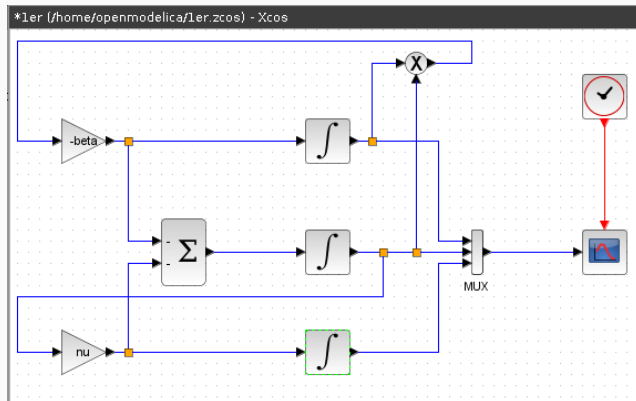 *1er (/home/openmodelica/1er.zcos) - Xcos
X
-beta
∫
-
-
Σ
∫
MUX
nu
∫